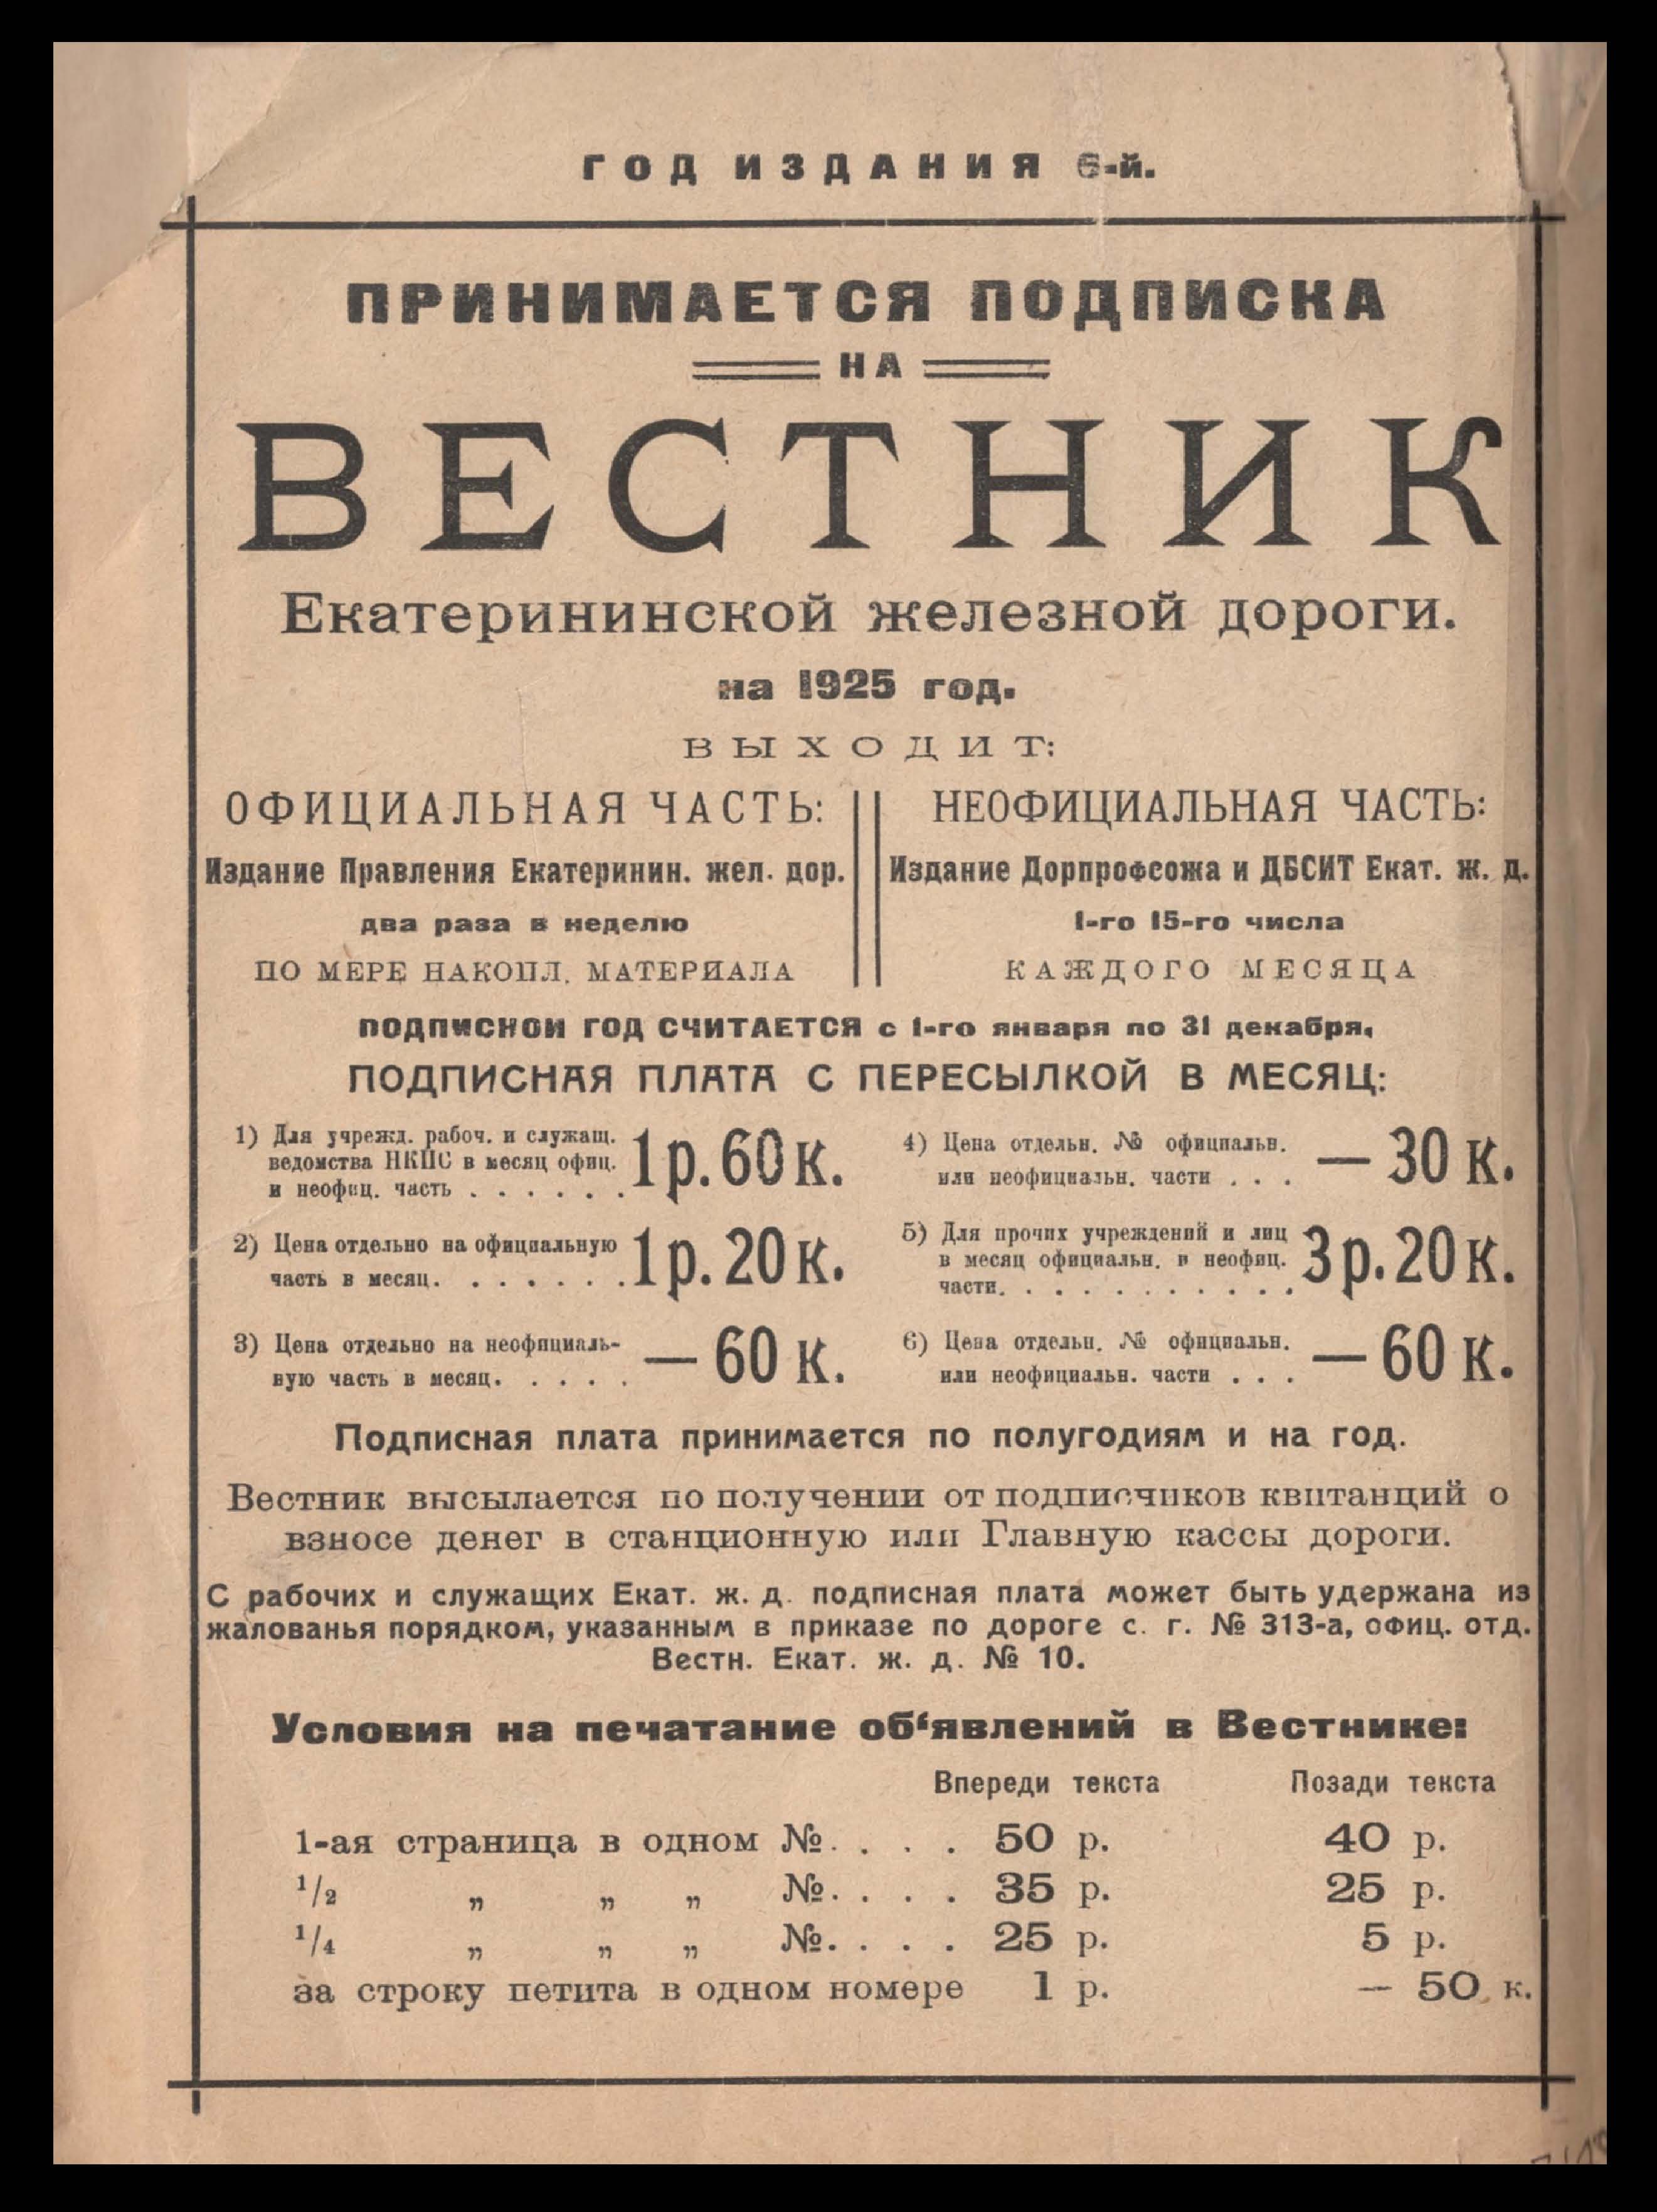 ГОД ИЗДАНИЯ 6-й.
ПРИНИМАЕТСЯ ПОДПИСКА
НА
ВЕСТНИК
Екатерининской железной дороги.
на 1925 год.
ВЫХОДИТ:
ОФИЦИАЛЬНАЯ ЧАСТЬ:
Издание Правления Екатеринин. жел. дор.
два раза в неделю
ПО МЕРЕ НАКОПЛ. МАТЕРИАЛА
НЕОФИЦИАЛЬНАЯ ЧАСТЬ:
Издание Дорпрофсожа и ДБСИТ Екат. ж. д.
1-го 15-го числа
КАЖДОГО МЕСЯЦА
ПОДПИСНОЙ ГОД СЧИТАЕТСЯ с 1-го января по 31 декабря,
ПОДПИСНАЯ ПЛАТА С ПЕРЕСЫЛКОЙ В МЕСЯЦ:
1) Для учрежд. рабоч. и служащ.
ведомства НКПС в месяц офиц.
и неофиц. часть . . . . . . 1 р. 60 к.
2) Цена отдельно на официальную
часть в месяц. . . . . . . 1 р. 20 к.
3) Цена отдельно на неофициаль-
ную часть в месяц. . . . . — 60 к.
4) Цена отдельн. № официальн.
или неофициальн. части . . . — 30 к.
5) Для прочих учреждений и лиц
в месяц официальн. и неофиц.
части. . . . . . . . . . . 3 р. 20 к.
6) Цена отдельн. № официальн.
или неофициальн. части . . . — 60 к.
Подписная плата принимается по полугодиям и на год.
Вестник высылается по получении от подписчиков квитанций о
взносе денег в станционную или Главную кассы дороги.
С рабочих и служащих Екат. ж. д. подписная плата может быть удержана из
жалованья порядком, указанным в приказе по дороге с. г. № 313-а, офиц. отд.
Вестн. Екат. ж. д. № 10.
Условия на печатание об‘явлений в Вестнике:
Впереди текста Позади текста
1-ая страница в одном №. . . . 50 р. 40 р.
1/2 „ „ „ №. . . . 35 р. 25 р.
1/4 „ „ „ №. . . . 25 р. 5 р.
за строку петита в одном номере 1 р. — 50 к.